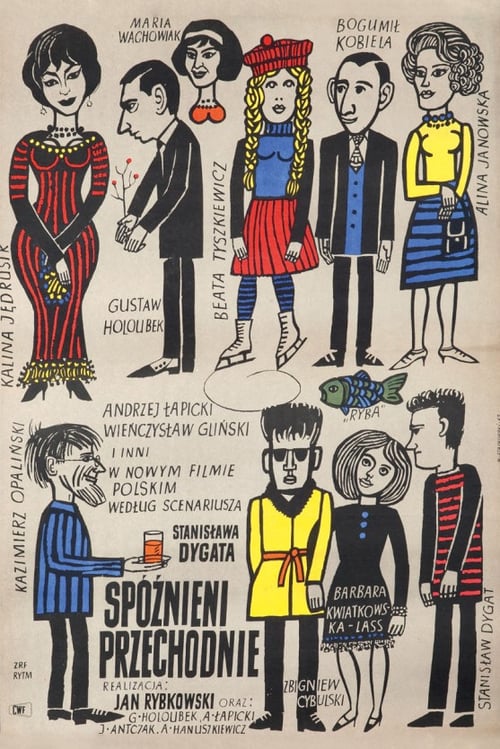 MARIA
WACHOWIAK
BOGUMIŁ
KOBIELA
ALINA JANOWSKA
BEATA TYSZKIEWICZ
KALINA JĘDRUSIK
GUSTAW
HOLOUBEK
"RYBA"
KAZIMIERZ OPALIŃSKI
ANDRZEJ ŁAPICKI
WIEŃCZYSŁAW GLIŃSKI
I INNI
W NOWYM FILMIE
POLSKIM
WEDŁUG SCENARIUSZA
STANISŁAWA
DYGATA
SPÓŹNIENI
PRZECHODNIE
REALIZACJA:
JAN RYBKOWSKI ORAZ:
G·HOLOUBEK, A·ŁAPICKI
J·ANTCZAK, A·HANUSZKIEWICZ
ZBIGNIEW
CYBULSKI
BARBARA
KWIATKOWS-
KA-LASS
STANISŁAW DYGAT
ZRF
RYTM
CWF